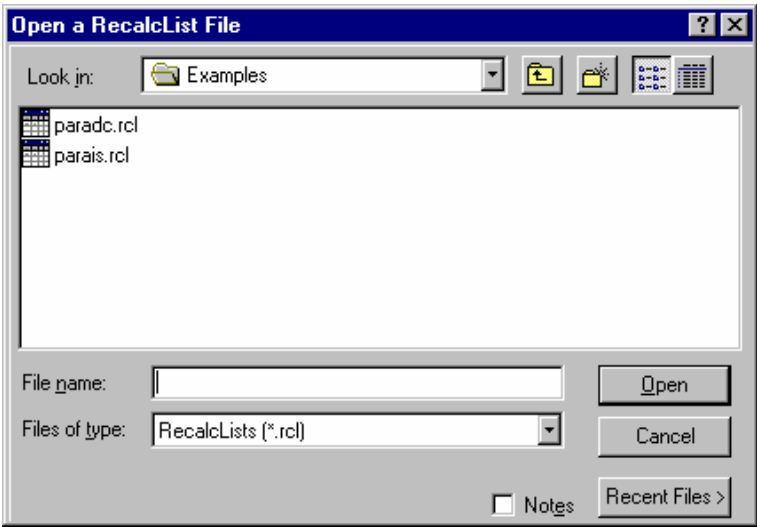 Open a RecalcList File
Look in: Examples
paradc.rcl
parais.rcl
File name: Open
Files of type: RecalcLists (*.rcl) Cancel
Notes Recent Files >